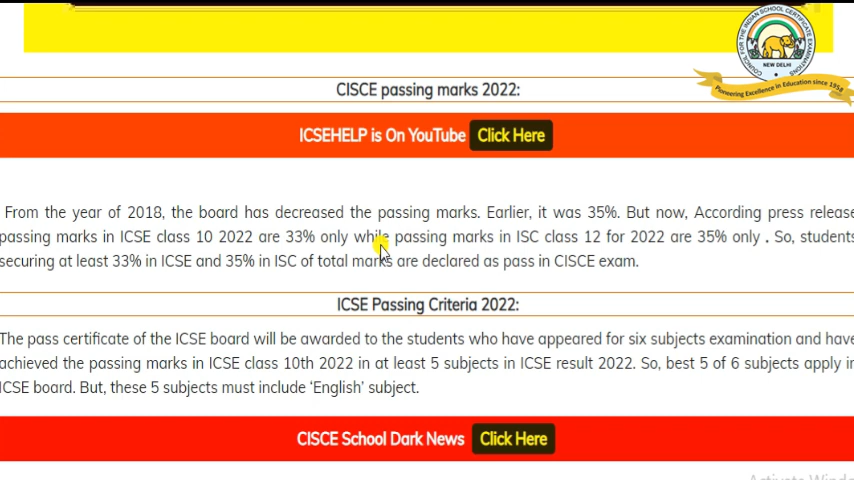 COUNCIL FOR THE INDIAN SCHOOL CERTIFICATE EXAMINATIONS
NEW DELHI
Pioneering Excellence in Education since 1958
CISCE passing marks 2022:
ICSEHELP is On YouTube Click Here
From the year of 2018, the board has decreased the passing marks. Earlier, it was 35%. But now, According press release
passing marks in ICSE class 10 2022 are 33% only while passing marks in ISC class 12 for 2022 are 35% only . So, students
securing at least 33% in ICSE and 35% in ISC of total marks are declared as pass in CISCE exam.
ICSE Passing Criteria 2022:
The pass certificate of the ICSE board will be awarded to the students who have appeared for six subjects examination and have
achieved the passing marks in ICSE class 10th 2022 in at least 5 subjects in ICSE result 2022. So, best 5 of 6 subjects apply in
ICSE board. But, these 5 subjects must include ‘English’ subject.
CISCE School Dark News Click Here